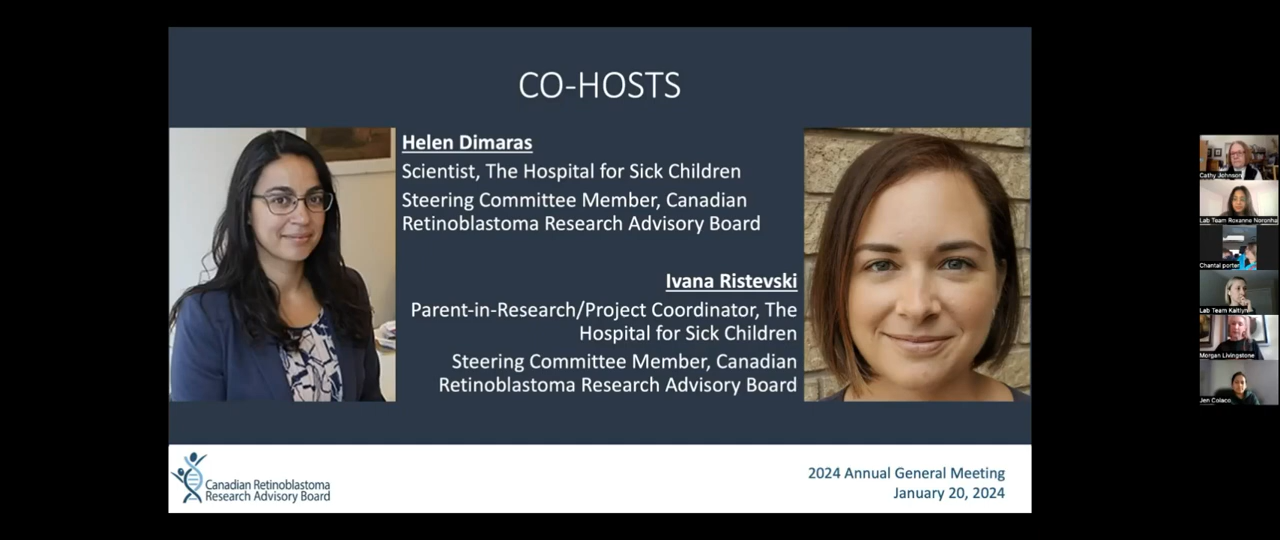 CO-HOSTS
Helen Dimaras
Scientist, The Hospital for Sick Children
Steering Committee Member, Canadian
Retinoblastoma Research Advisory Board
Ivana Ristevski
Parent-in-Research/Project Coordinator, The
Hospital for Sick Children
Steering Committee Member, Canadian
Retinoblastoma Research Advisory Board
Canadian Retinoblastoma
Research Advisory Board
2024 Annual General Meeting
January 20, 2024
Cathy Johnson
Lab Team Roxanne Noronha
Chantal porter
Lab Team Kaitlyn
Morgan Livingstone
Jen Colaco